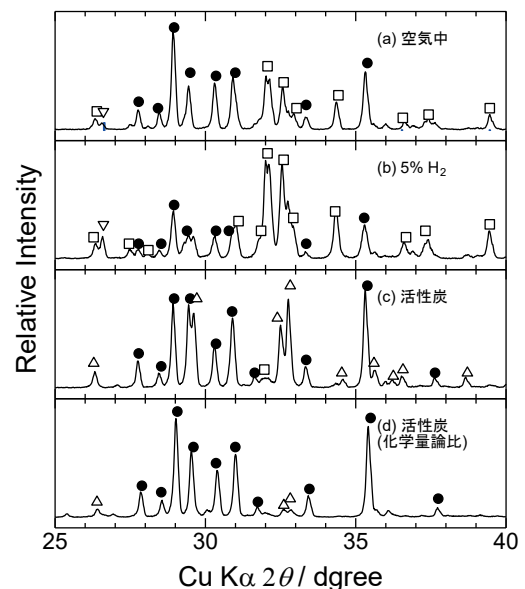 (a) 空気中
(b) 5% H₂
(c) 活性炭
(d) 活性炭
(化学量論比)
Relative Intensity
25 30 35 40
Cu Kα 2θ / dgree